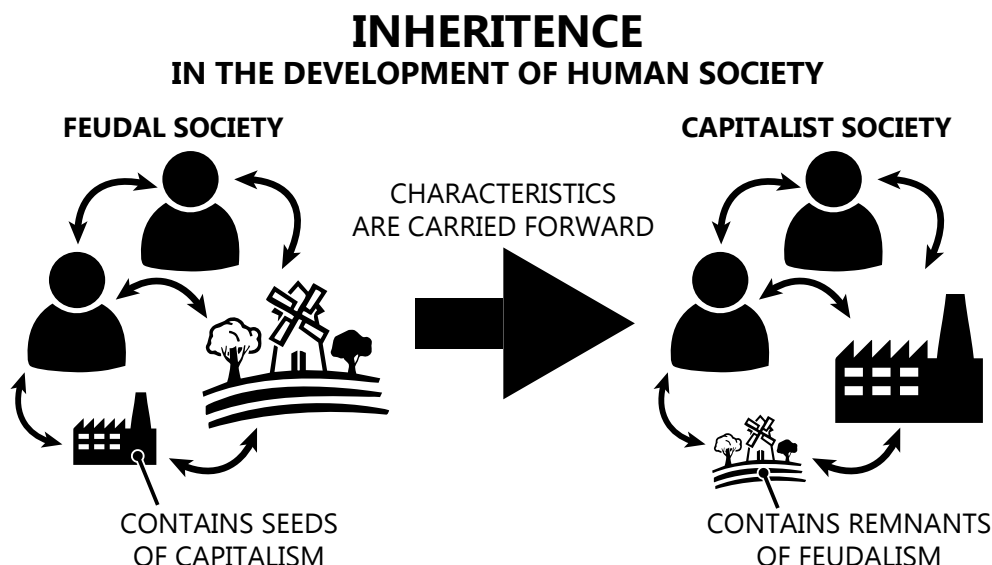 INHERITENCE
IN THE DEVELOPMENT OF HUMAN SOCIETY
FEUDAL SOCIETY
CAPITALIST SOCIETY
CHARACTERISTICS
ARE CARRIED FORWARD
CONTAINS SEEDS
OF CAPITALISM
CONTAINS REMNANTS
OF FEUDALISM